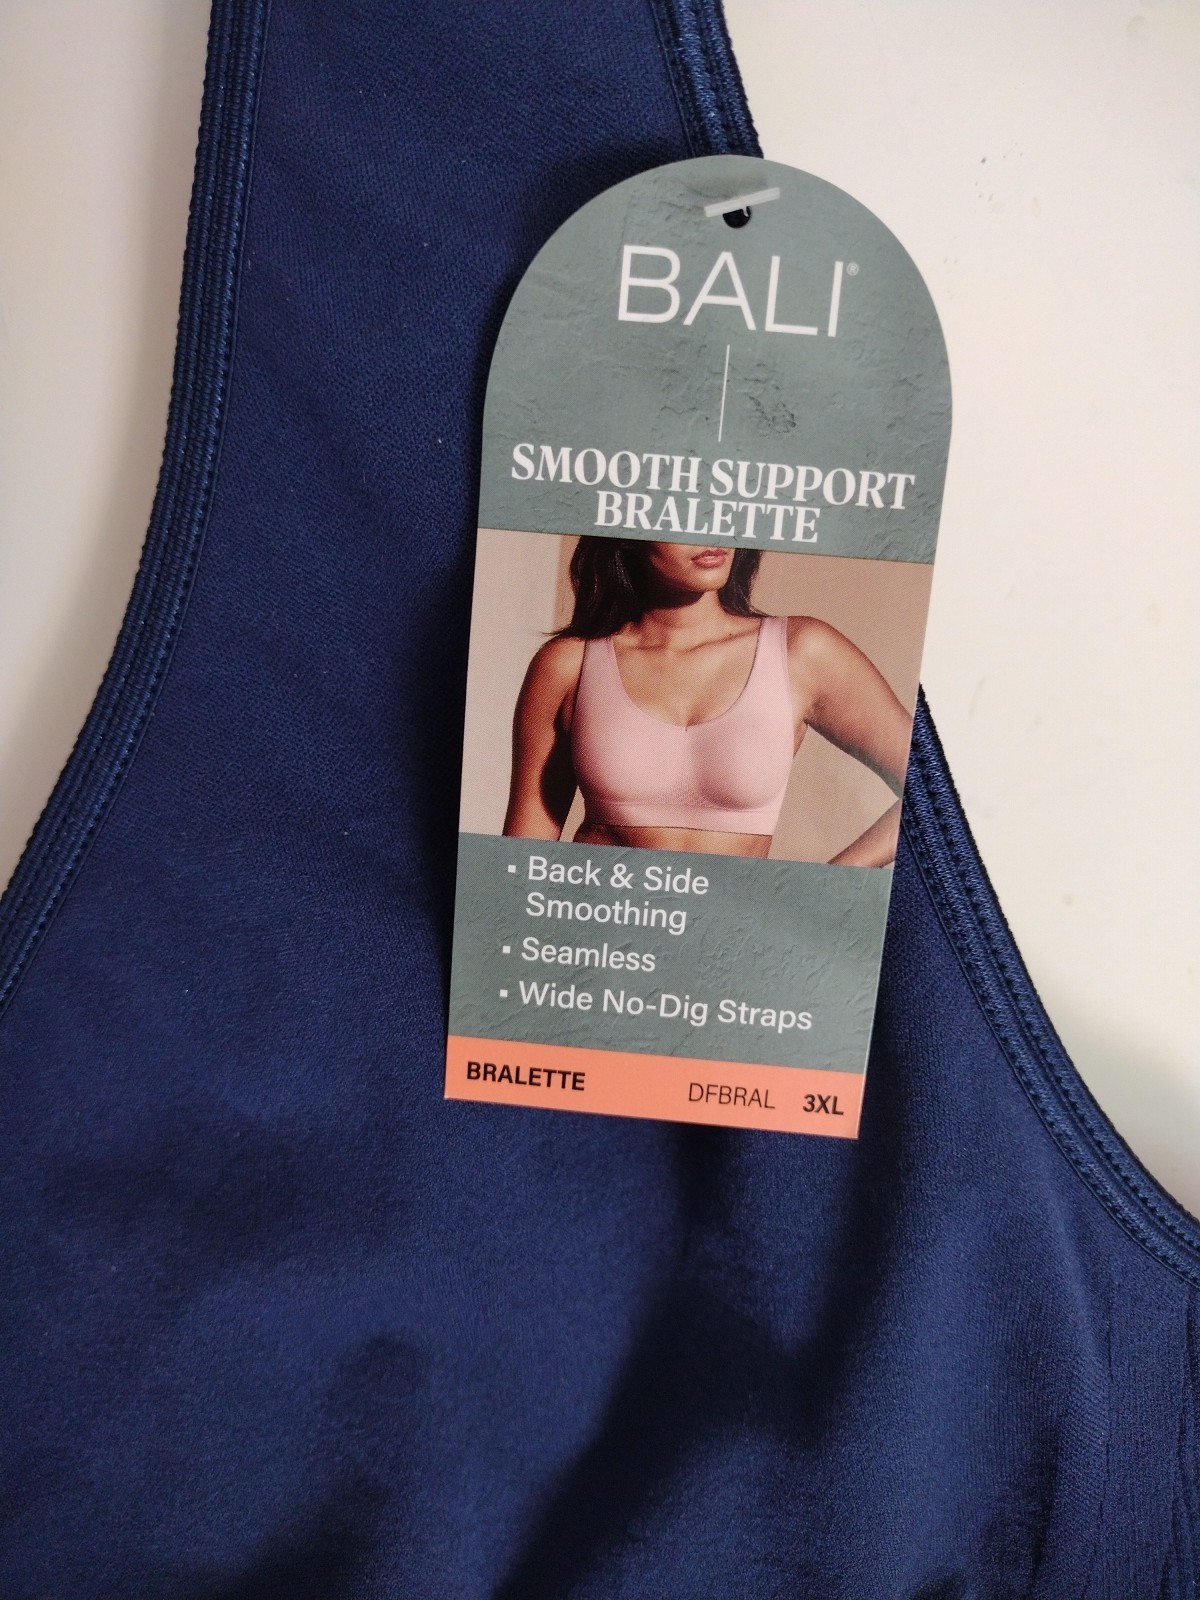 BALI®
SMOOTH SUPPORT
BRALETTE
▪ Back & Side
Smoothing
▪ Seamless
▪ Wide No-Dig Straps
BRALETTE DFBRAL 3XL